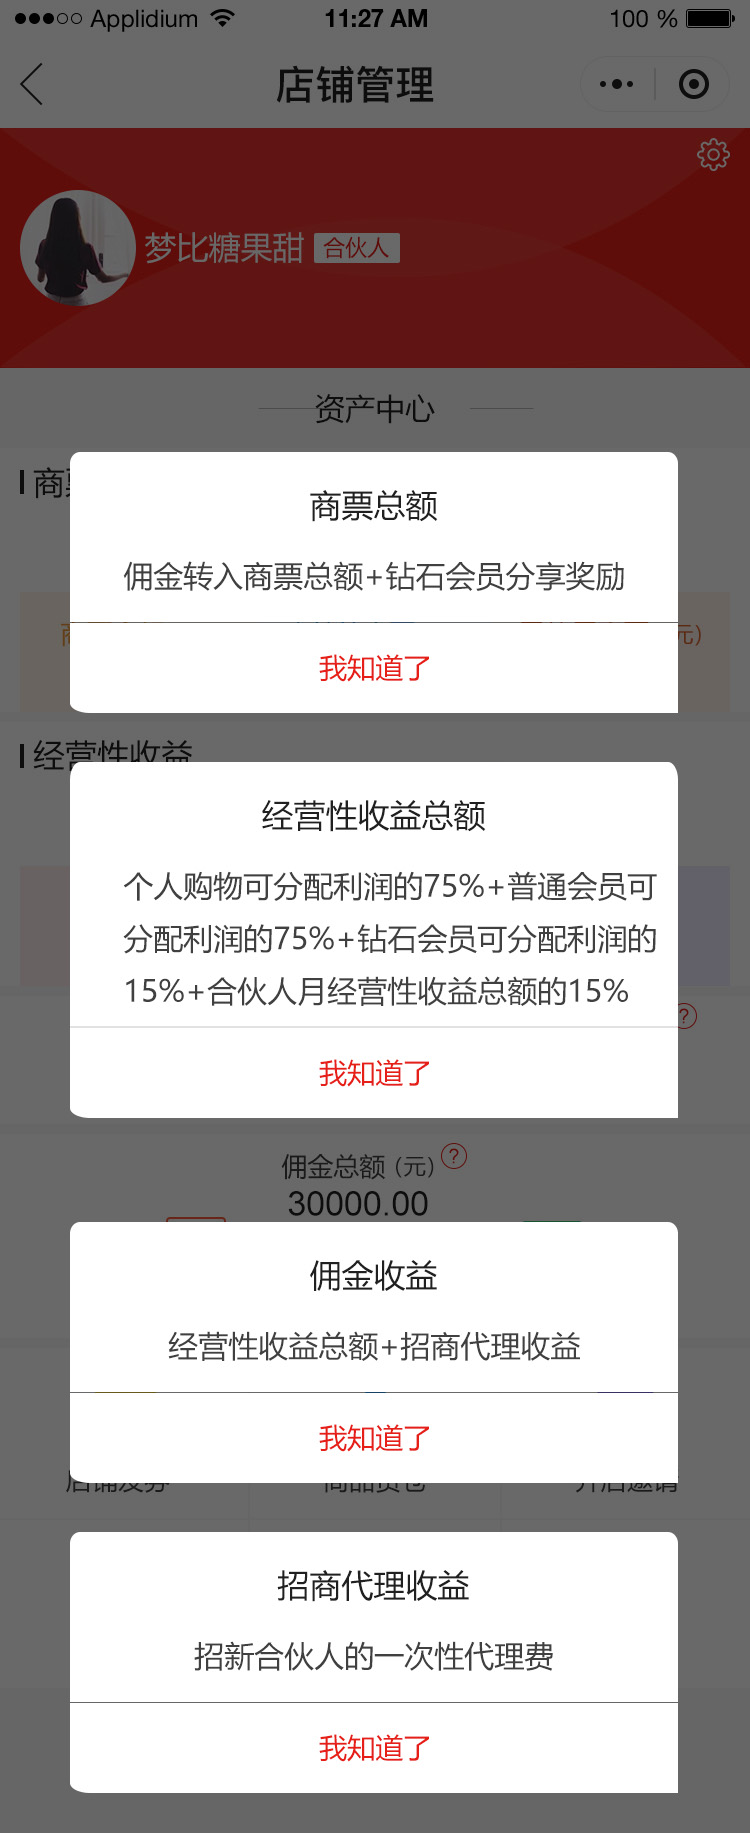 Applidium 11:27 AM 100 %
店铺管理
梦比糖果甜 合伙人
资产中心
商
商票总额
佣金转入商票总额+钻石会员分享奖励
元)
我知道了
经营性收益
经营性收益总额
个人购物可分配利润的75%+普通会员可
分配利润的75%+钻石会员可分配利润的
15%+合伙人月经营性收益总额的15%
?
我知道了
佣金总额 (元) ?
30000.00
佣金收益
经营性收益总额+招商代理收益
我知道了
招商代理收益
招新合伙人的一次性代理费
我知道了